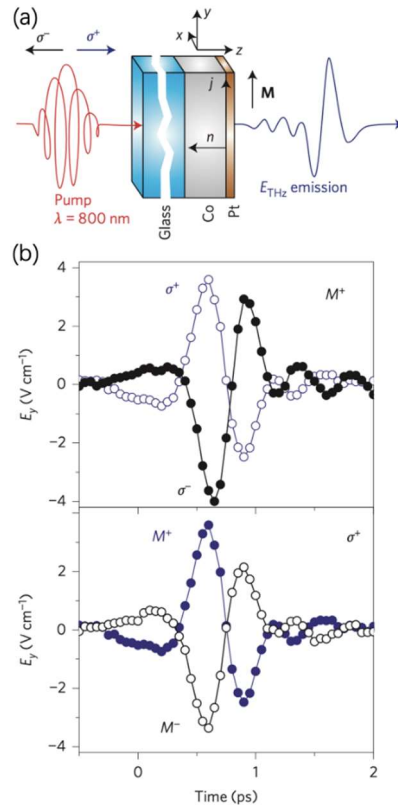 (a)
σ⁻ σ⁺
y
x
z
j
M
n
Pump
λ = 800 nm
Glass
Co
Pt
E_THz emission
(b)
4
2
0
−2
−4
E_y (V cm⁻¹)
σ⁺
M⁺
σ⁻
2
0
−2
−4
E_y (V cm⁻¹)
M⁺
σ⁺
M⁻
0 1 2
Time (ps)